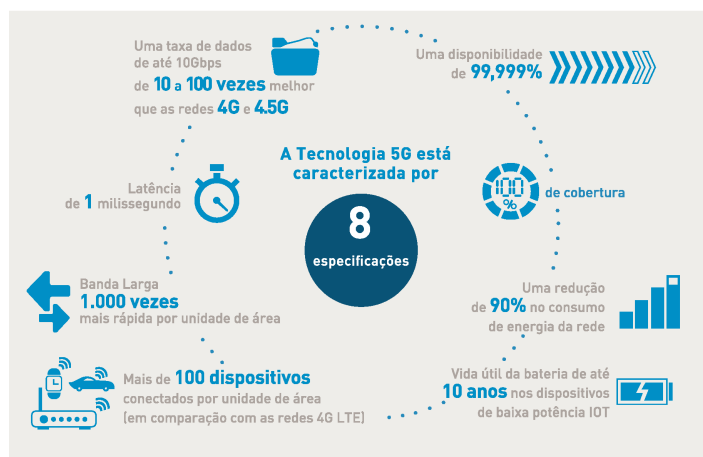 Uma taxa de dados
de até 10Gbps
de 10 a 100 vezes melhor
que as redes 4G e 4.5G
Uma disponibilidade
de 99,999%
A Tecnologia 5G está
caracterizada por
8
especificações
Latência
de 1 milissegundo
100
%
de cobertura
Banda Larga
1.000 vezes
mais rápida por unidade de área
Uma redução
de 90% no consumo
de energia da rede
Mais de 100 dispositivos
conectados por unidade de área
(em comparação com as redes 4G LTE)
Vida útil da bateria de até
10 anos nos dispositivos
de baixa potência IOT